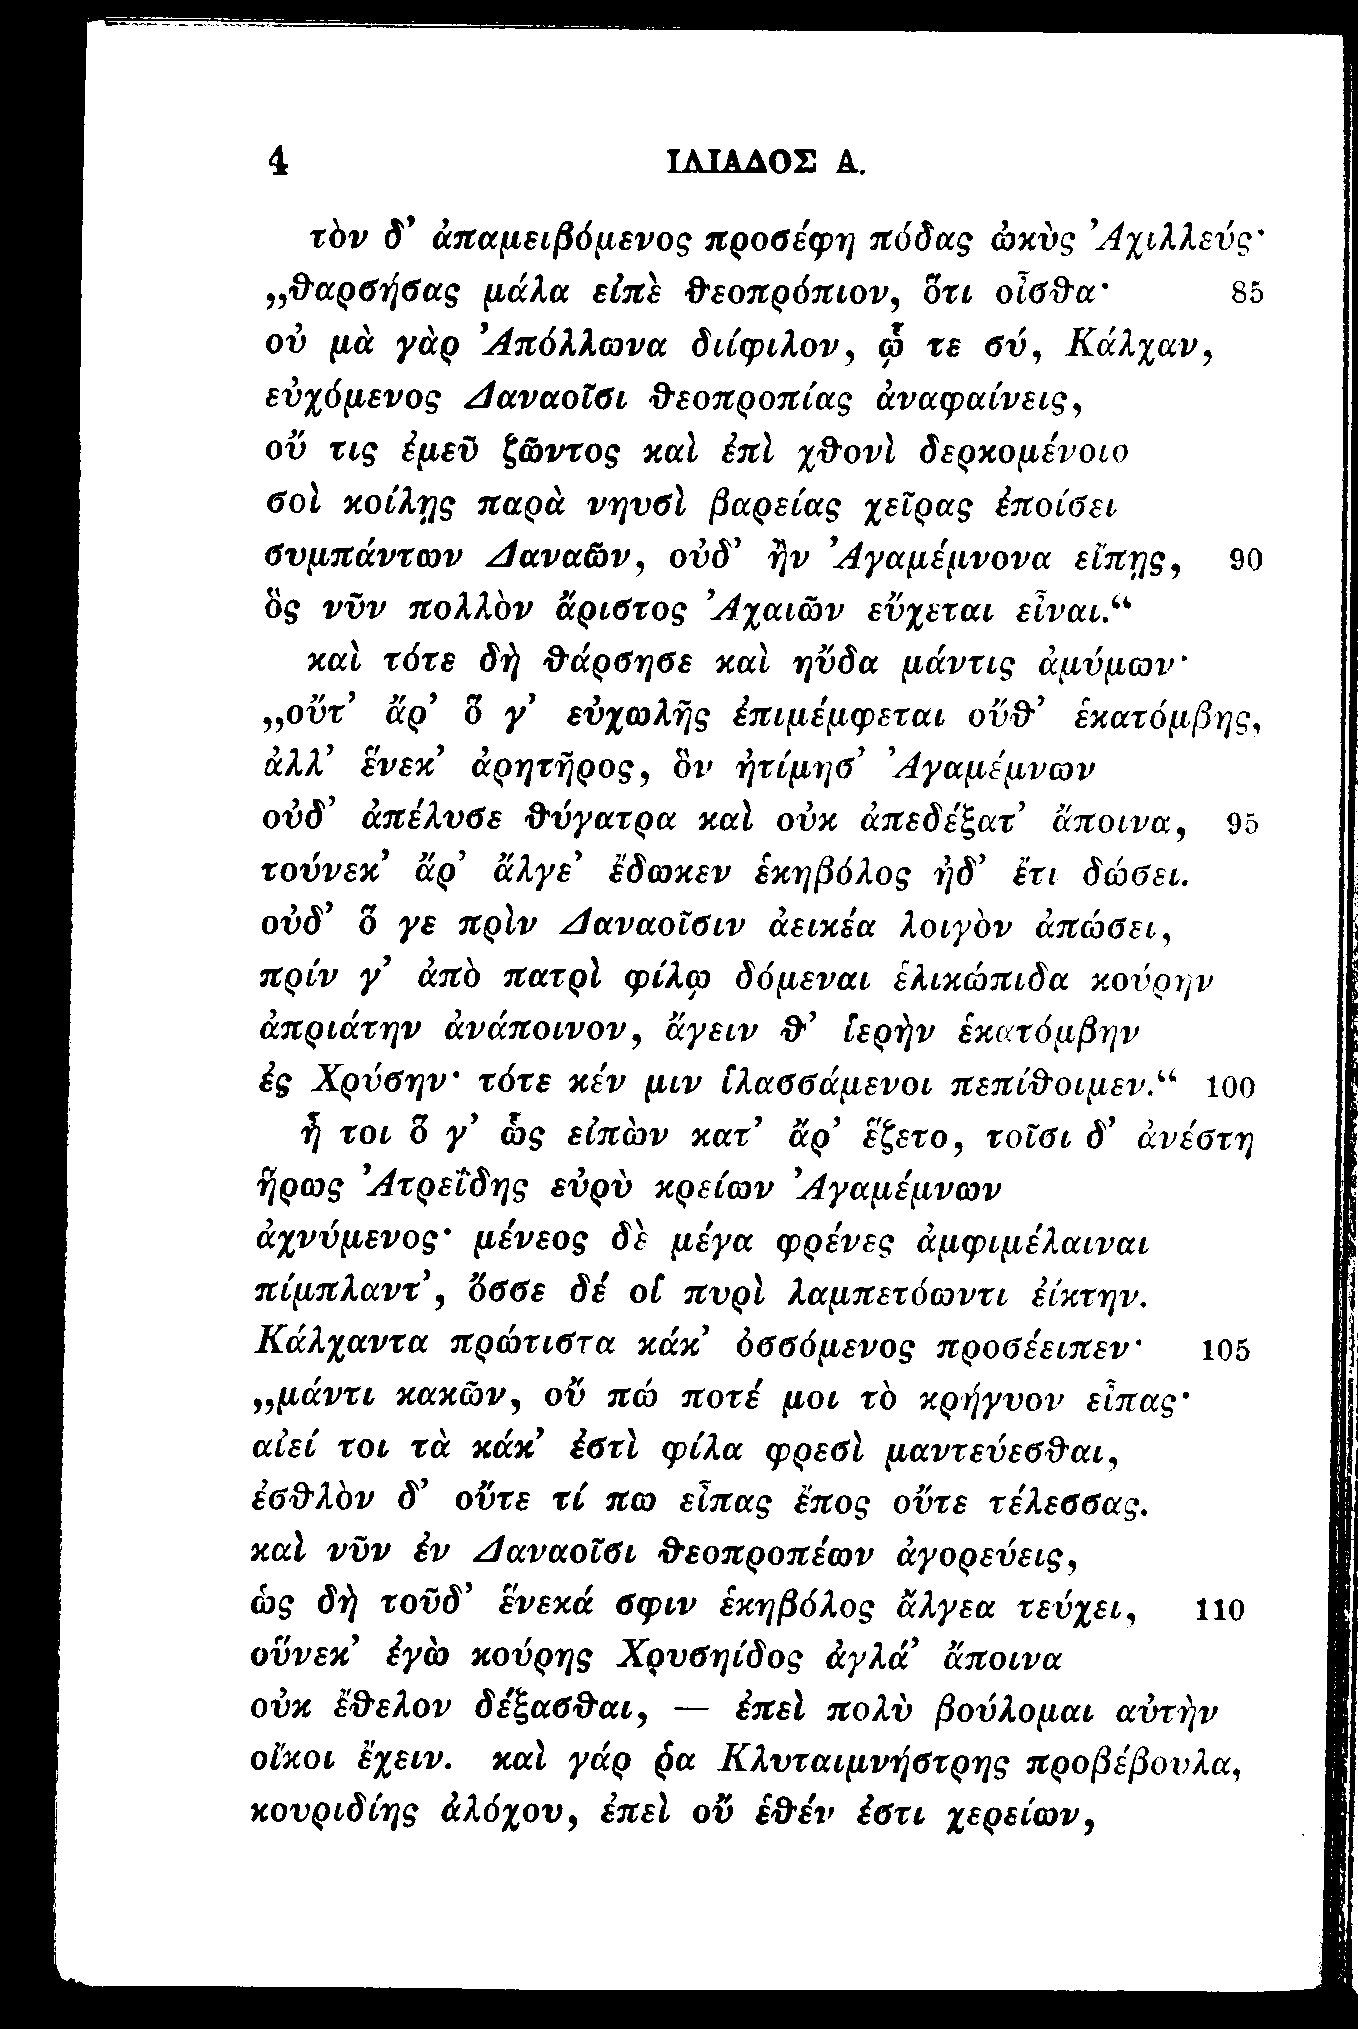 4 ΙΛΙΑΔΟΣ Α.
τὸν δ’ ἀπαμειβόμενος προσέφη πόδας ὠκὺς Ἀχιλλεύς·
„θαρσήσας μάλα εἰπὲ θεοπρόπιον, ὅτι οἶσθα· 85
οὐ μὰ γὰρ Ἀπόλλωνα διίφιλον, ᾧ τε σύ, Κάλχαν,
εὐχόμενος Δαναοῖσι θεοπροπίας ἀναφαίνεις,
οὔ τις ἐμεῦ ζῶντος καὶ ἐπὶ χθονὶ δερκομένοιο
σοὶ κοίλῃς παρὰ νηυσὶ βαρείας χεῖρας ἐποίσει
συμπάντων Δαναῶν, οὐδ’ ἢν Ἀγαμέμνονα εἴπῃς, 90
ὃς νῦν πολλὸν ἄριστος Ἀχαιῶν εὔχεται εἶναι.“
καὶ τότε δὴ θάρσησε καὶ ηὔδα μάντις ἀμύμων·
„οὔτ’ ἄρ’ ὅ γ’ εὐχωλῆς ἐπιμέμφεται οὔθ’ ἑκατόμβης,
ἀλλ’ ἕνεκ’ ἀρητῆρος, ὃν ἠτίμησ’ Ἀγαμέμνων
οὐδ’ ἀπέλυσε θύγατρα καὶ οὐκ ἀπεδέξατ’ ἄποινα, 95
τούνεκ’ ἄρ’ ἄλγε’ ἔδωκεν ἑκηβόλος ἠδ’ ἔτι δώσει.
οὐδ’ ὅ γε πρὶν Δαναοῖσιν ἀεικέα λοιγὸν ἀπώσει,
πρίν γ’ ἀπὸ πατρὶ φίλῳ δόμεναι ἑλικώπιδα κούρην
ἀπριάτην ἀνάποινον, ἄγειν θ’ ἱερὴν ἑκατόμβην
ἐς Χρύσην· τότε κέν μιν ἱλασσάμενοι πεπίθοιμεν.“ 100
ἦ τοι ὅ γ’ ὣς εἰπὼν κατ’ ἄρ’ ἕζετο, τοῖσι δ’ ἀνέστη
ἥρως Ἀτρεΐδης εὐρὺ κρείων Ἀγαμέμνων
ἀχνύμενος· μένεος δὲ μέγα φρένες ἀμφιμέλαιναι
πίμπλαντ’, ὄσσε δέ οἱ πυρὶ λαμπετόωντι ἐίκτην.
Κάλχαντα πρώτιστα κάκ’ ὀσσόμενος προσέειπεν· 105
„μάντι κακῶν, οὔ πώ ποτέ μοι τὸ κρήγυον εἶπας·
αἰεί τοι τὰ κάκ’ ἐστὶ φίλα φρεσὶ μαντεύεσθαι,
ἐσθλὸν δ’ οὔτε τί πω εἶπας ἔπος οὔτε τέλεσσας.
καὶ νῦν ἐν Δαναοῖσι θεοπροπέων ἀγορεύεις,
ὡς δὴ τοῦδ’ ἕνεκά σφιν ἑκηβόλος ἄλγεα τεύχει, 110
οὕνεκ’ ἐγὼ κούρης Χρυσηίδος ἀγλά’ ἄποινα
οὐκ ἔθελον δέξασθαι, — ἐπεὶ πολὺ βούλομαι αὐτὴν
οἴκοι ἔχειν. καὶ γάρ ῥα Κλυταιμνήστρης προβέβουλα,
κουριδίης ἀλόχου, ἐπεὶ οὔ ἑθέν ἐστι χερείων,